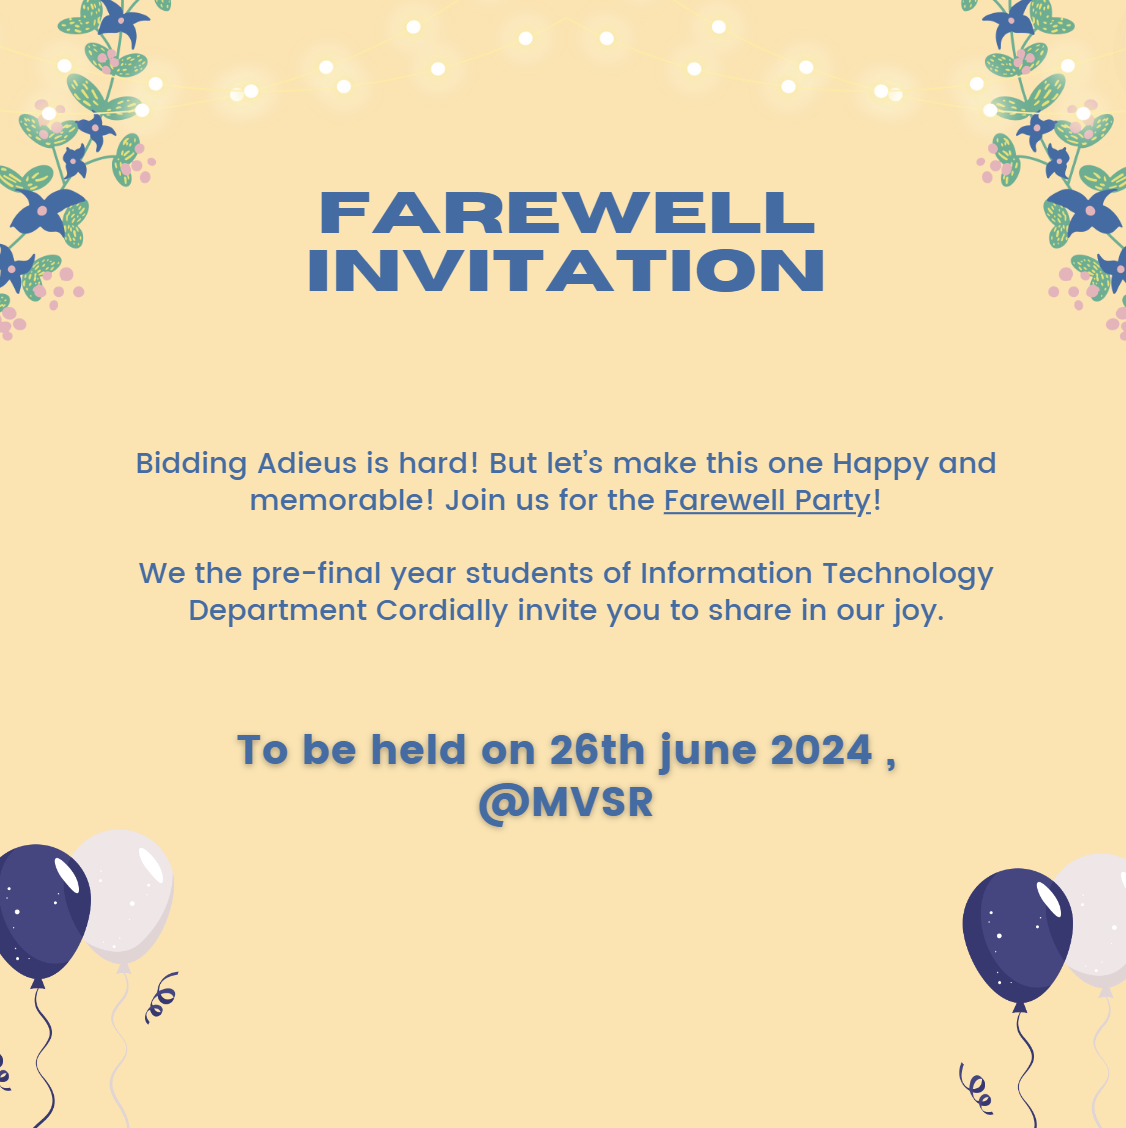 FAREWELL
INVITATION
Bidding Adieus is hard! But let's make this one Happy and
memorable! Join us for the Farewell Party!
We the pre-final year students of Information Technology
Department Cordially invite you to share in our joy.
To be held on 26th june 2024 ,
@MVSR